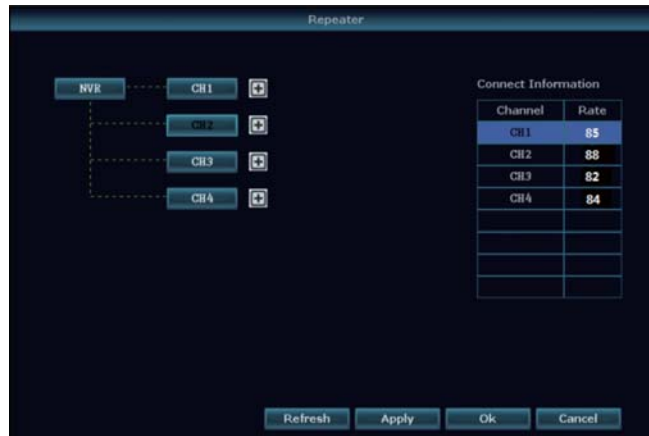 Repeater
NVR CH1
CH2
CH3
CH4
Connect Information
Channel Rate
CH1 85
CH2 88
CH3 82
CH4 84
Refresh Apply Ok Cancel